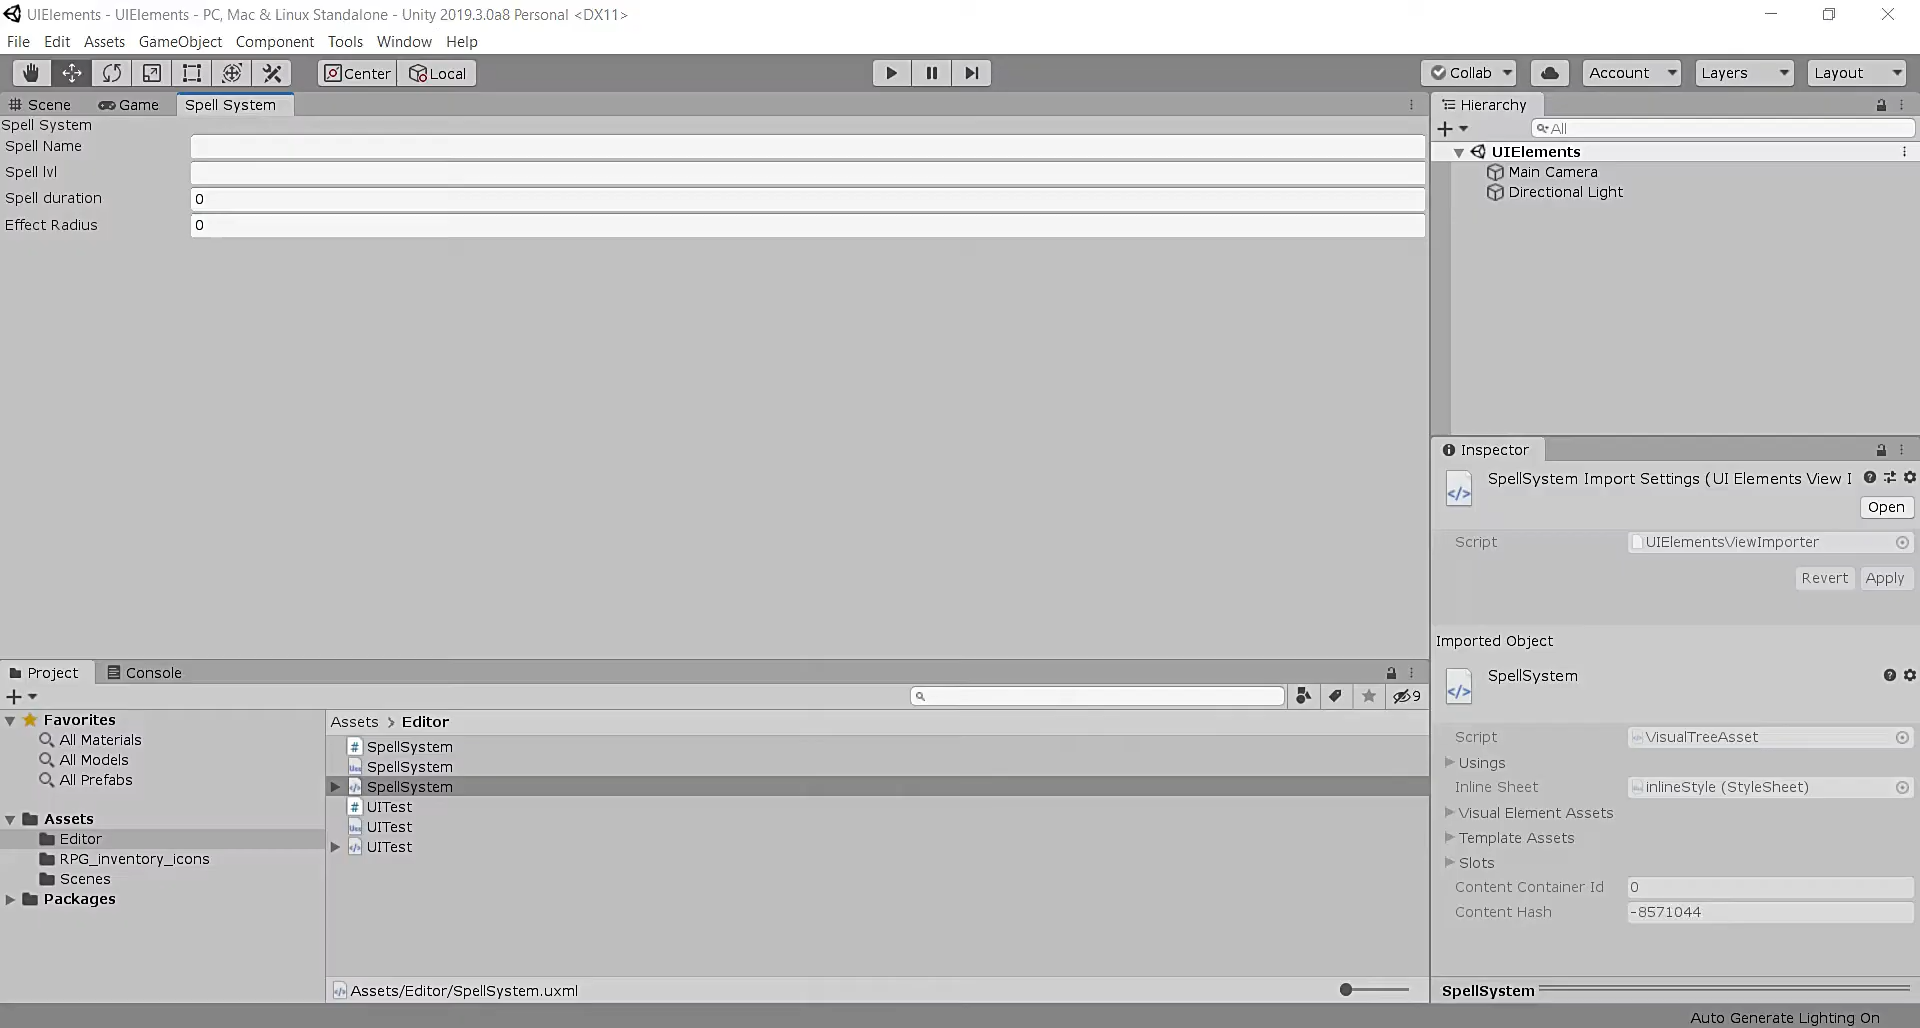 UIElements - UIElements - PC, Mac & Linux Standalone - Unity 2019.3.0a8 Personal <DX11>
File Edit Assets GameObject Component Tools Window Help
Center Local Collab Account Layers Layout
Scene Game Spell System
Spell System
Spell Name
Spell lvl
Spell duration 0
Effect Radius 0
Hierarchy
All
UIElements
Main Camera
Directional Light
Inspector
SpellSystem Import Settings (UI Elements View I
Open
Script UIElementsViewImporter
Revert Apply
Imported Object
SpellSystem
Script VisualTreeAsset
Usings
Inline Sheet inlineStyle (StyleSheet)
Visual Element Assets
Template Assets
Slots
Content Container Id 0
Content Hash -8571044
SpellSystem
Project Console
9
Favorites
All Materials
All Models
All Prefabs
Assets
Editor
RPG_inventory_icons
Scenes
Packages
Assets > Editor
SpellSystem
SpellSystem
SpellSystem
UITest
UITest
UITest
Assets/Editor/SpellSystem.uxml
Auto Generate Lighting On